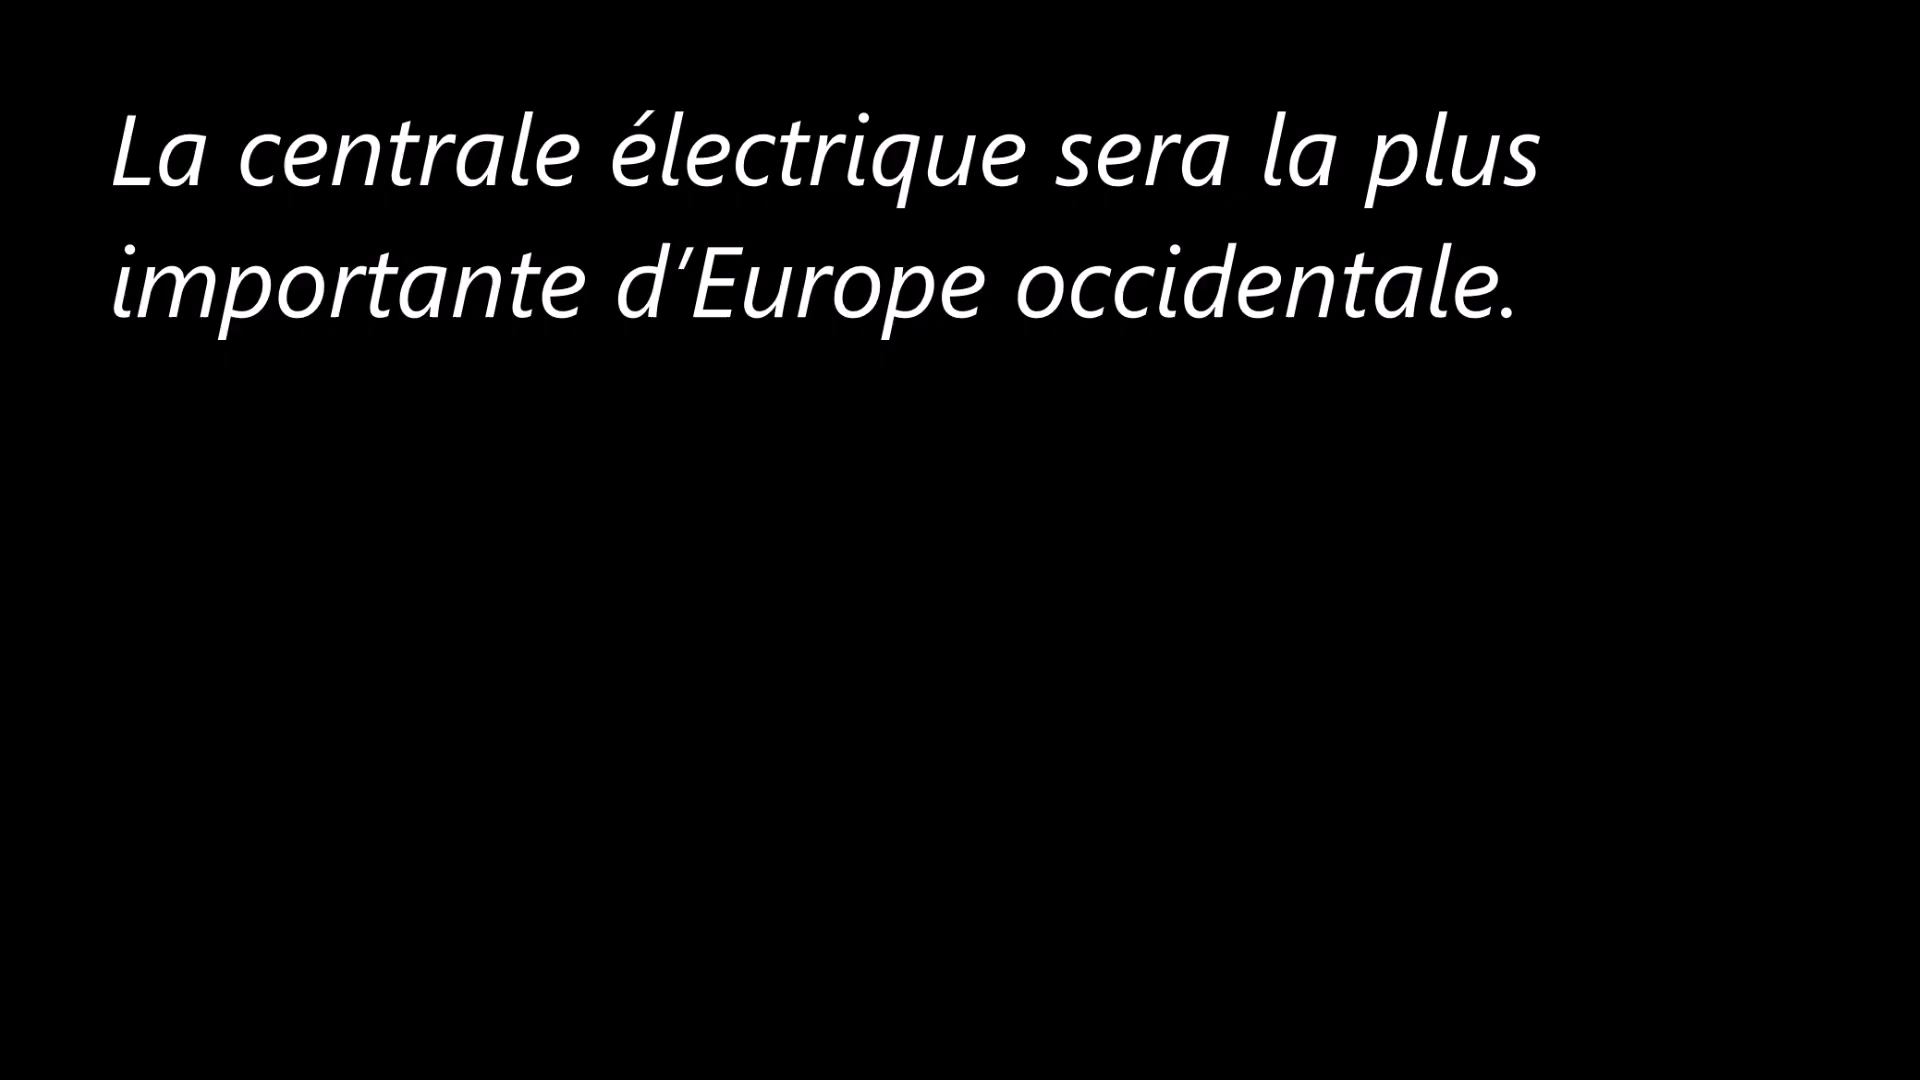 La centrale électrique sera la plus
importante d’Europe occidentale.